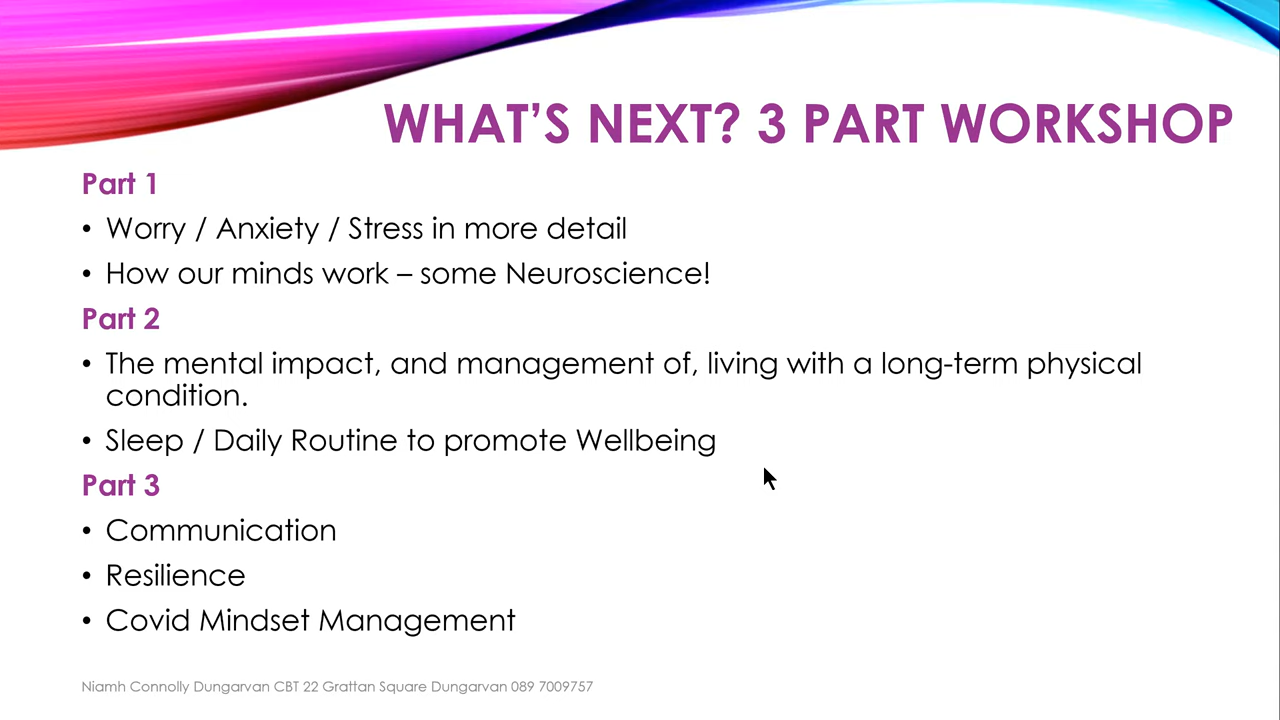 WHAT'S NEXT? 3 PART WORKSHOP
Part 1
• Worry / Anxiety / Stress in more detail
• How our minds work – some Neuroscience!
Part 2
• The mental impact, and management of, living with a long-term physical
condition.
• Sleep / Daily Routine to promote Wellbeing
Part 3
• Communication
• Resilience
• Covid Mindset Management
Niamh Connolly Dungarvan CBT 22 Grattan Square Dungarvan 089 7009757